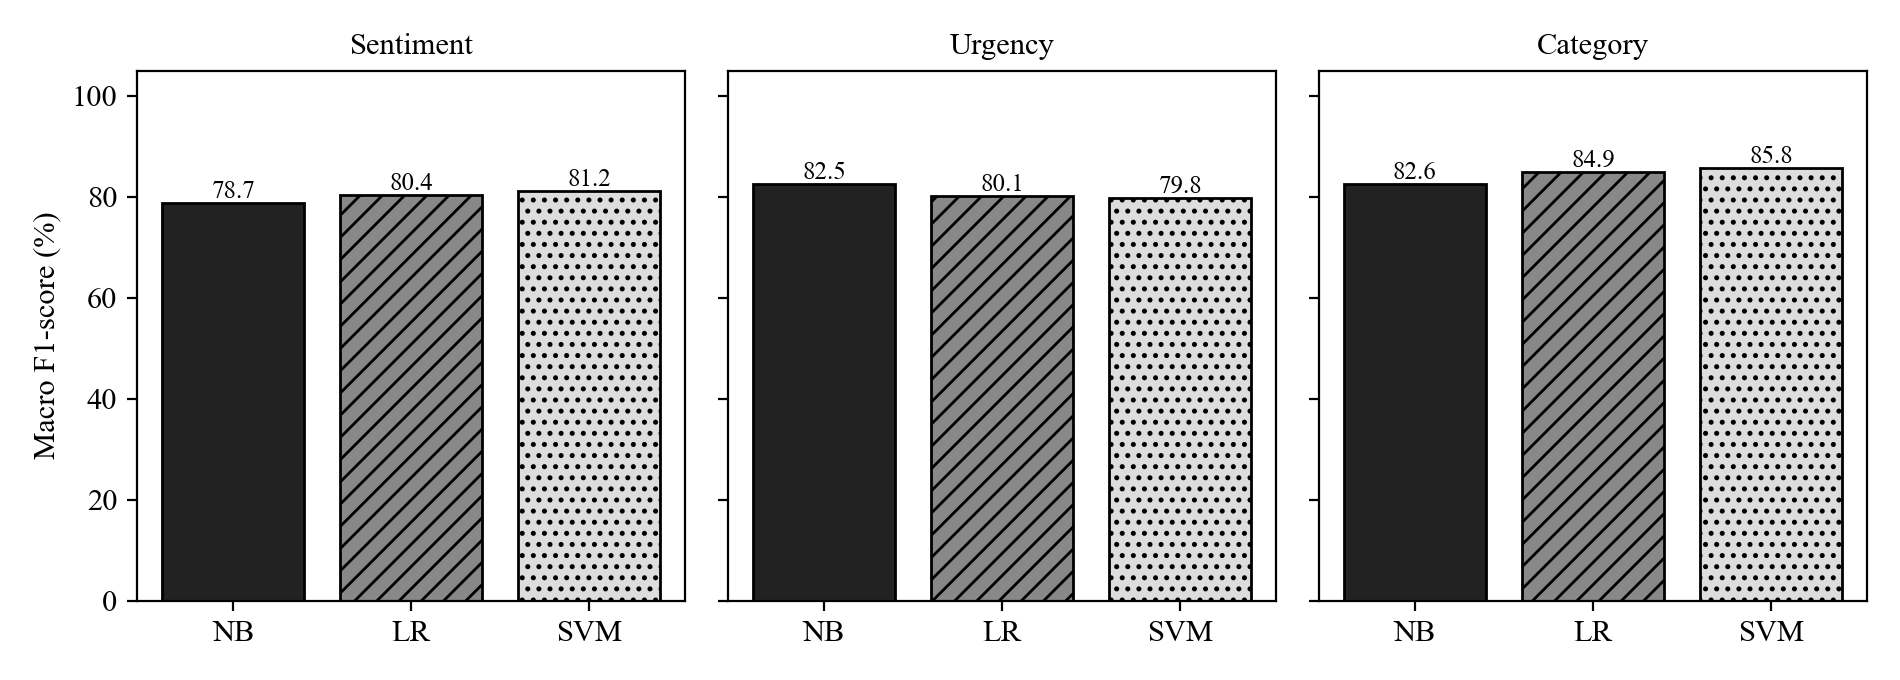 Sentiment
Urgency
Category
Macro F1-score (%)
100
80
60
40
20
0
78.7
80.4
81.2
NB
LR
SVM
82.5
80.1
79.8
NB
LR
SVM
82.6
84.9
85.8
NB
LR
SVM